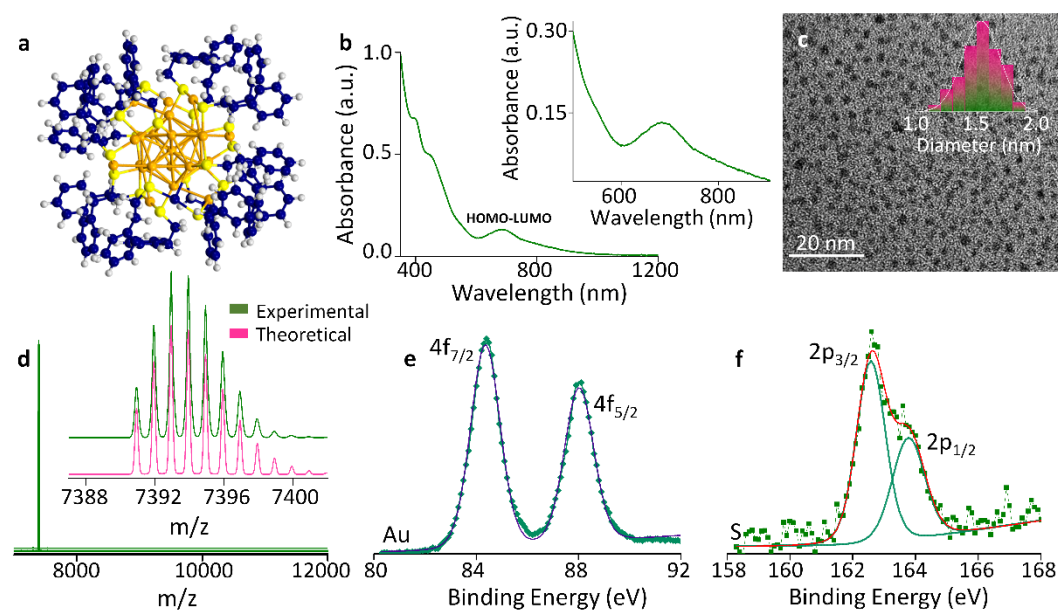 a
b
Absorbance (a.u.)
1.0
0.5
0.0
HOMO-LUMO
400
800
1200
Wavelength (nm)
Absorbance (a.u.)
0.30
0.15
600
800
Wavelength (nm)
c
1.0
1.5
2.0
Diameter (nm)
20 nm
d
Experimental
Theoretical
7388
7392
7396
7400
m/z
8000
10000
12000
m/z
e
4f7/2
4f5/2
Au
80
84
88
92
Binding Energy (eV)
f
2p3/2
2p1/2
S
158
160
162
164
166
168
Binding Energy (eV)